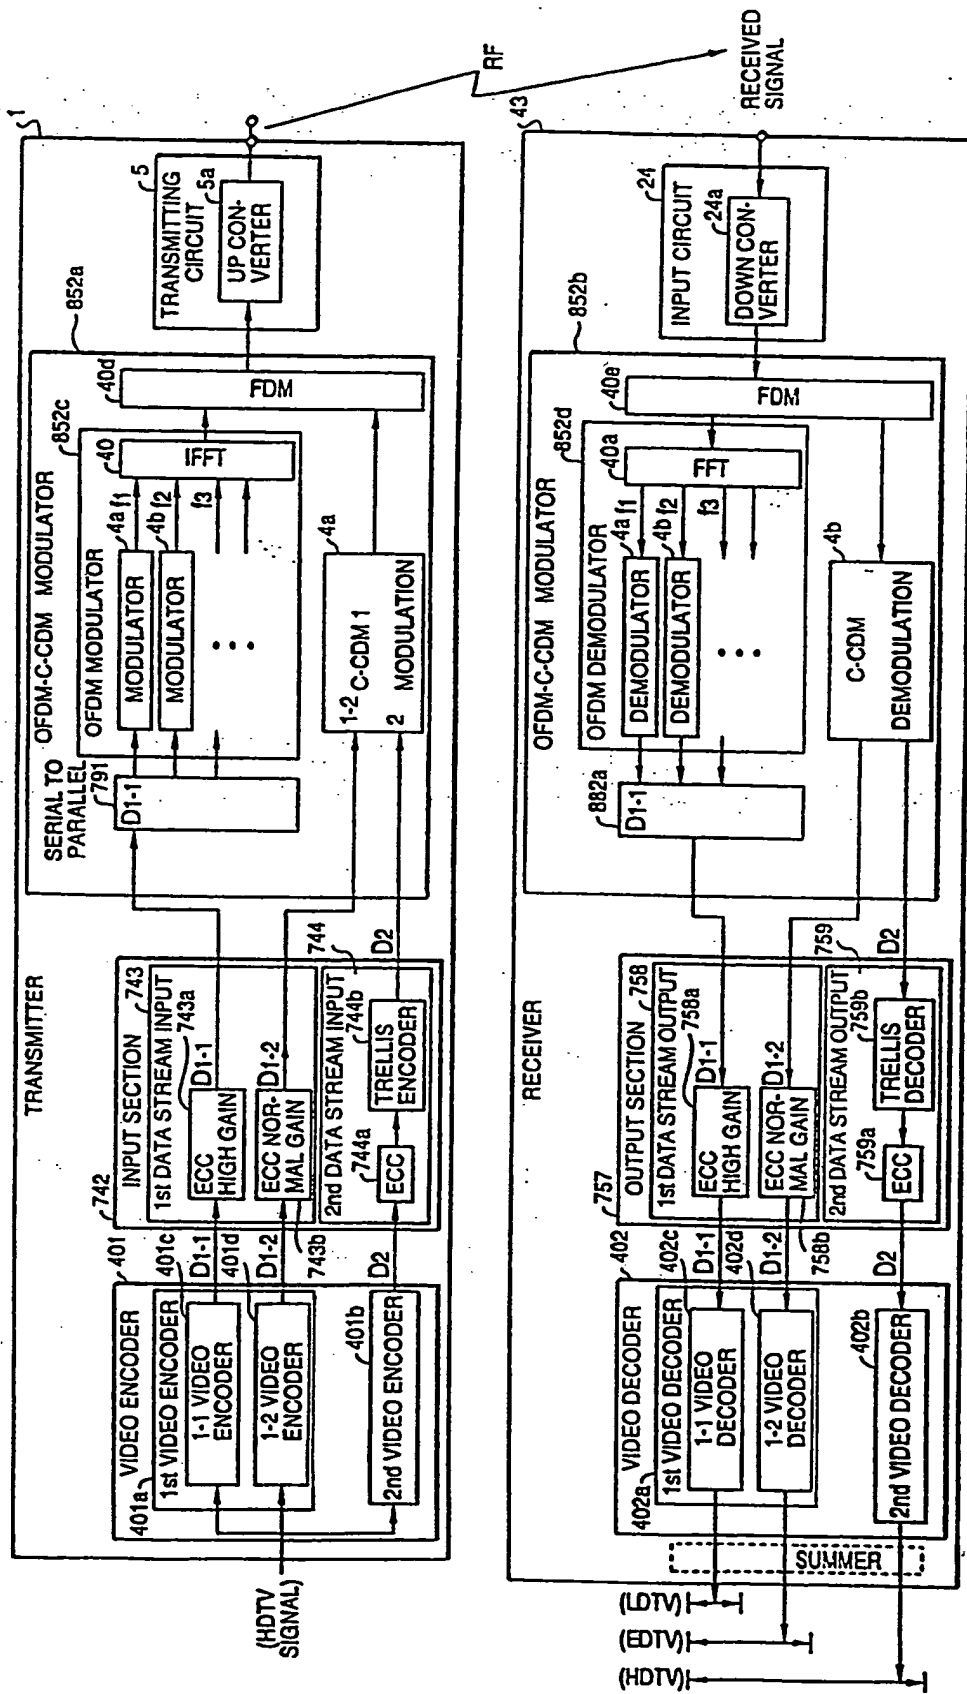 TRANSMITTER
1
(HDTV
SIGNAL)
VIDEO ENCODER
401
401a
1st VIDEO ENCODER
401c
1-1 VIDEO
ENCODER
401d
1-2 VIDEO
ENCODER
401b
2nd VIDEO ENCODER
D1-1
D1-2
D2
742
INPUT SECTION
743
1st DATA STREAM INPUT
743a
ECC
HIGH GAIN
D1-1
ECC NOR-
MAL GAIN
D1-2
743b
744
2nd DATA STREAM INPUT
744a
ECC
744b
TRELLIS
ENCODER
D2
SERIAL TO
PARALLEL
791
D1-1
OFDM-C-CDM MODULATOR
852a
OFDM MODULATOR
852c
MODULATOR
4a
f1
MODULATOR
4b
f2
f3
40
IFFT
40d
FDM
1-2
2
C-CDM 1
MODULATION
4a
TRANSMITTING
CIRCUIT
5
5a
UP CON-
VERTER
RF
RECEIVER
43
RECEIVED
SIGNAL
INPUT CIRCUIT
24
24a
DOWN CON-
VERTER
OFDM-C-CDM MODULATOR
852b
40e
FDM
OFDM DEMODULATOR
852d
40a
FFT
DEMODULATOR
4a
f1
DEMODULATOR
4b
f2
f3
C-CDM
DEMODULATION
4b
882a
D1-1
757
OUTPUT SECTION
758
1st DATA STREAM OUTPUT
758a
ECC
HIGH GAIN
D1-1
ECC NOR-
MAL GAIN
D1-2
758b
759
2nd DATA STREAM OUTPUT
759a
ECC
759b
TRELLIS
DECODER
D2
D1-1
D1-2
D2
VIDEO DECODER
402
402a
1st VIDEO DECODER
402c
1-1 VIDEO
DECODER
402d
1-2 VIDEO
DECODER
402b
2nd VIDEO DECODER
SUMMER
(LDTV)
(EDTV)
(HDTV)